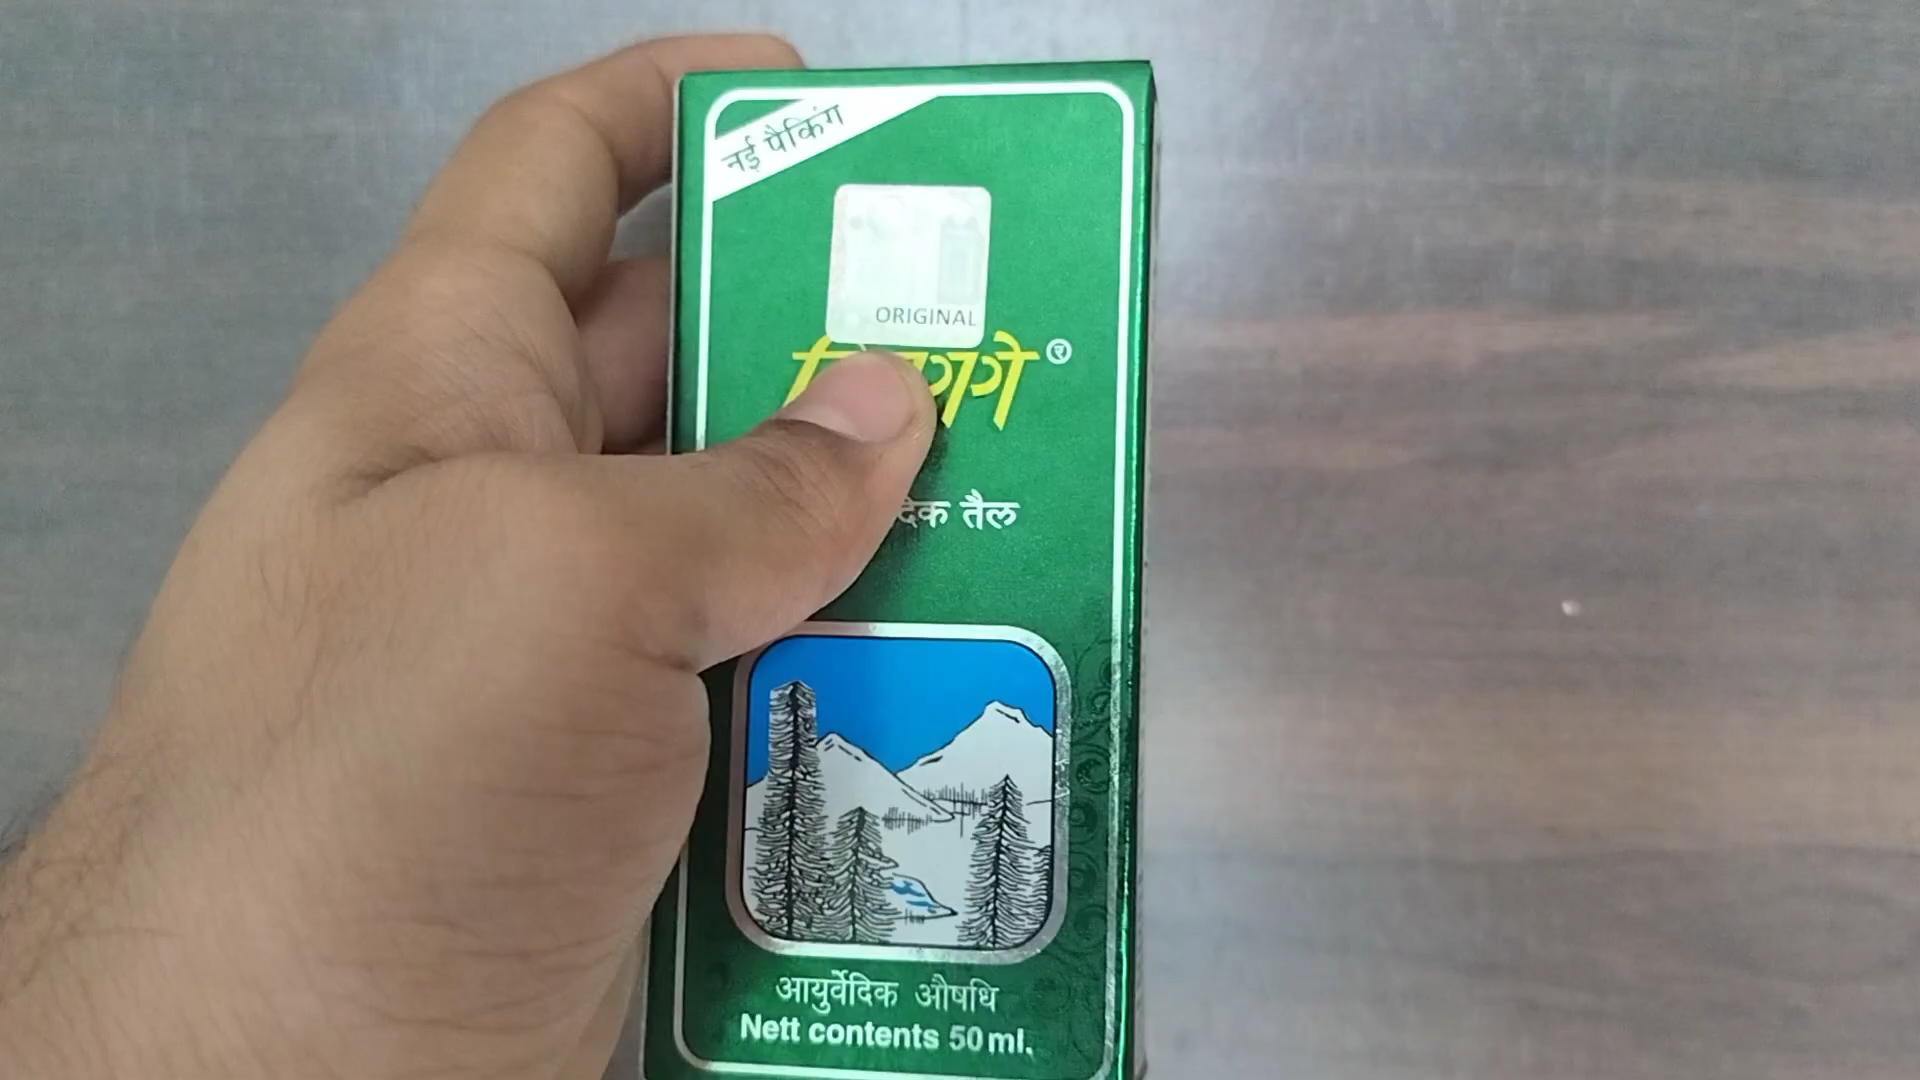 नई पैकिंग
ORIGINAL
तैल
आयुर्वेदिक औषधि
Nett contents 50 ml.